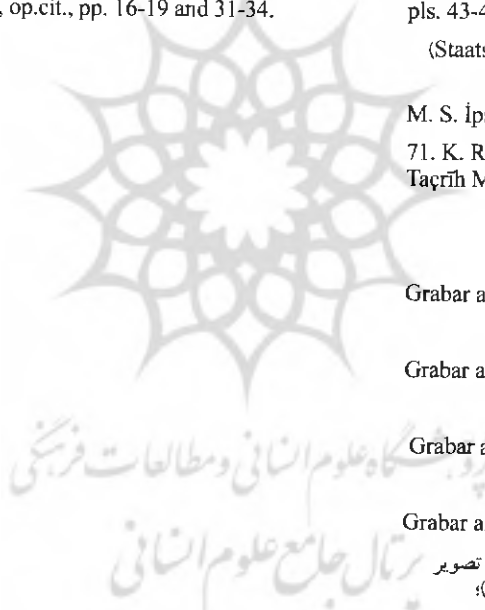 , op.cit., pp. 16-19 and 31-34.
pls. 43-4
(Staats
M. S. İp
71. K. R
Taçrīh M
Grabar a
Grabar a
Grabar a
گاه علوم انسانی و مطالعات فرهنگی
Grabar a
تصویر
پرتال جامع علوم انسانی